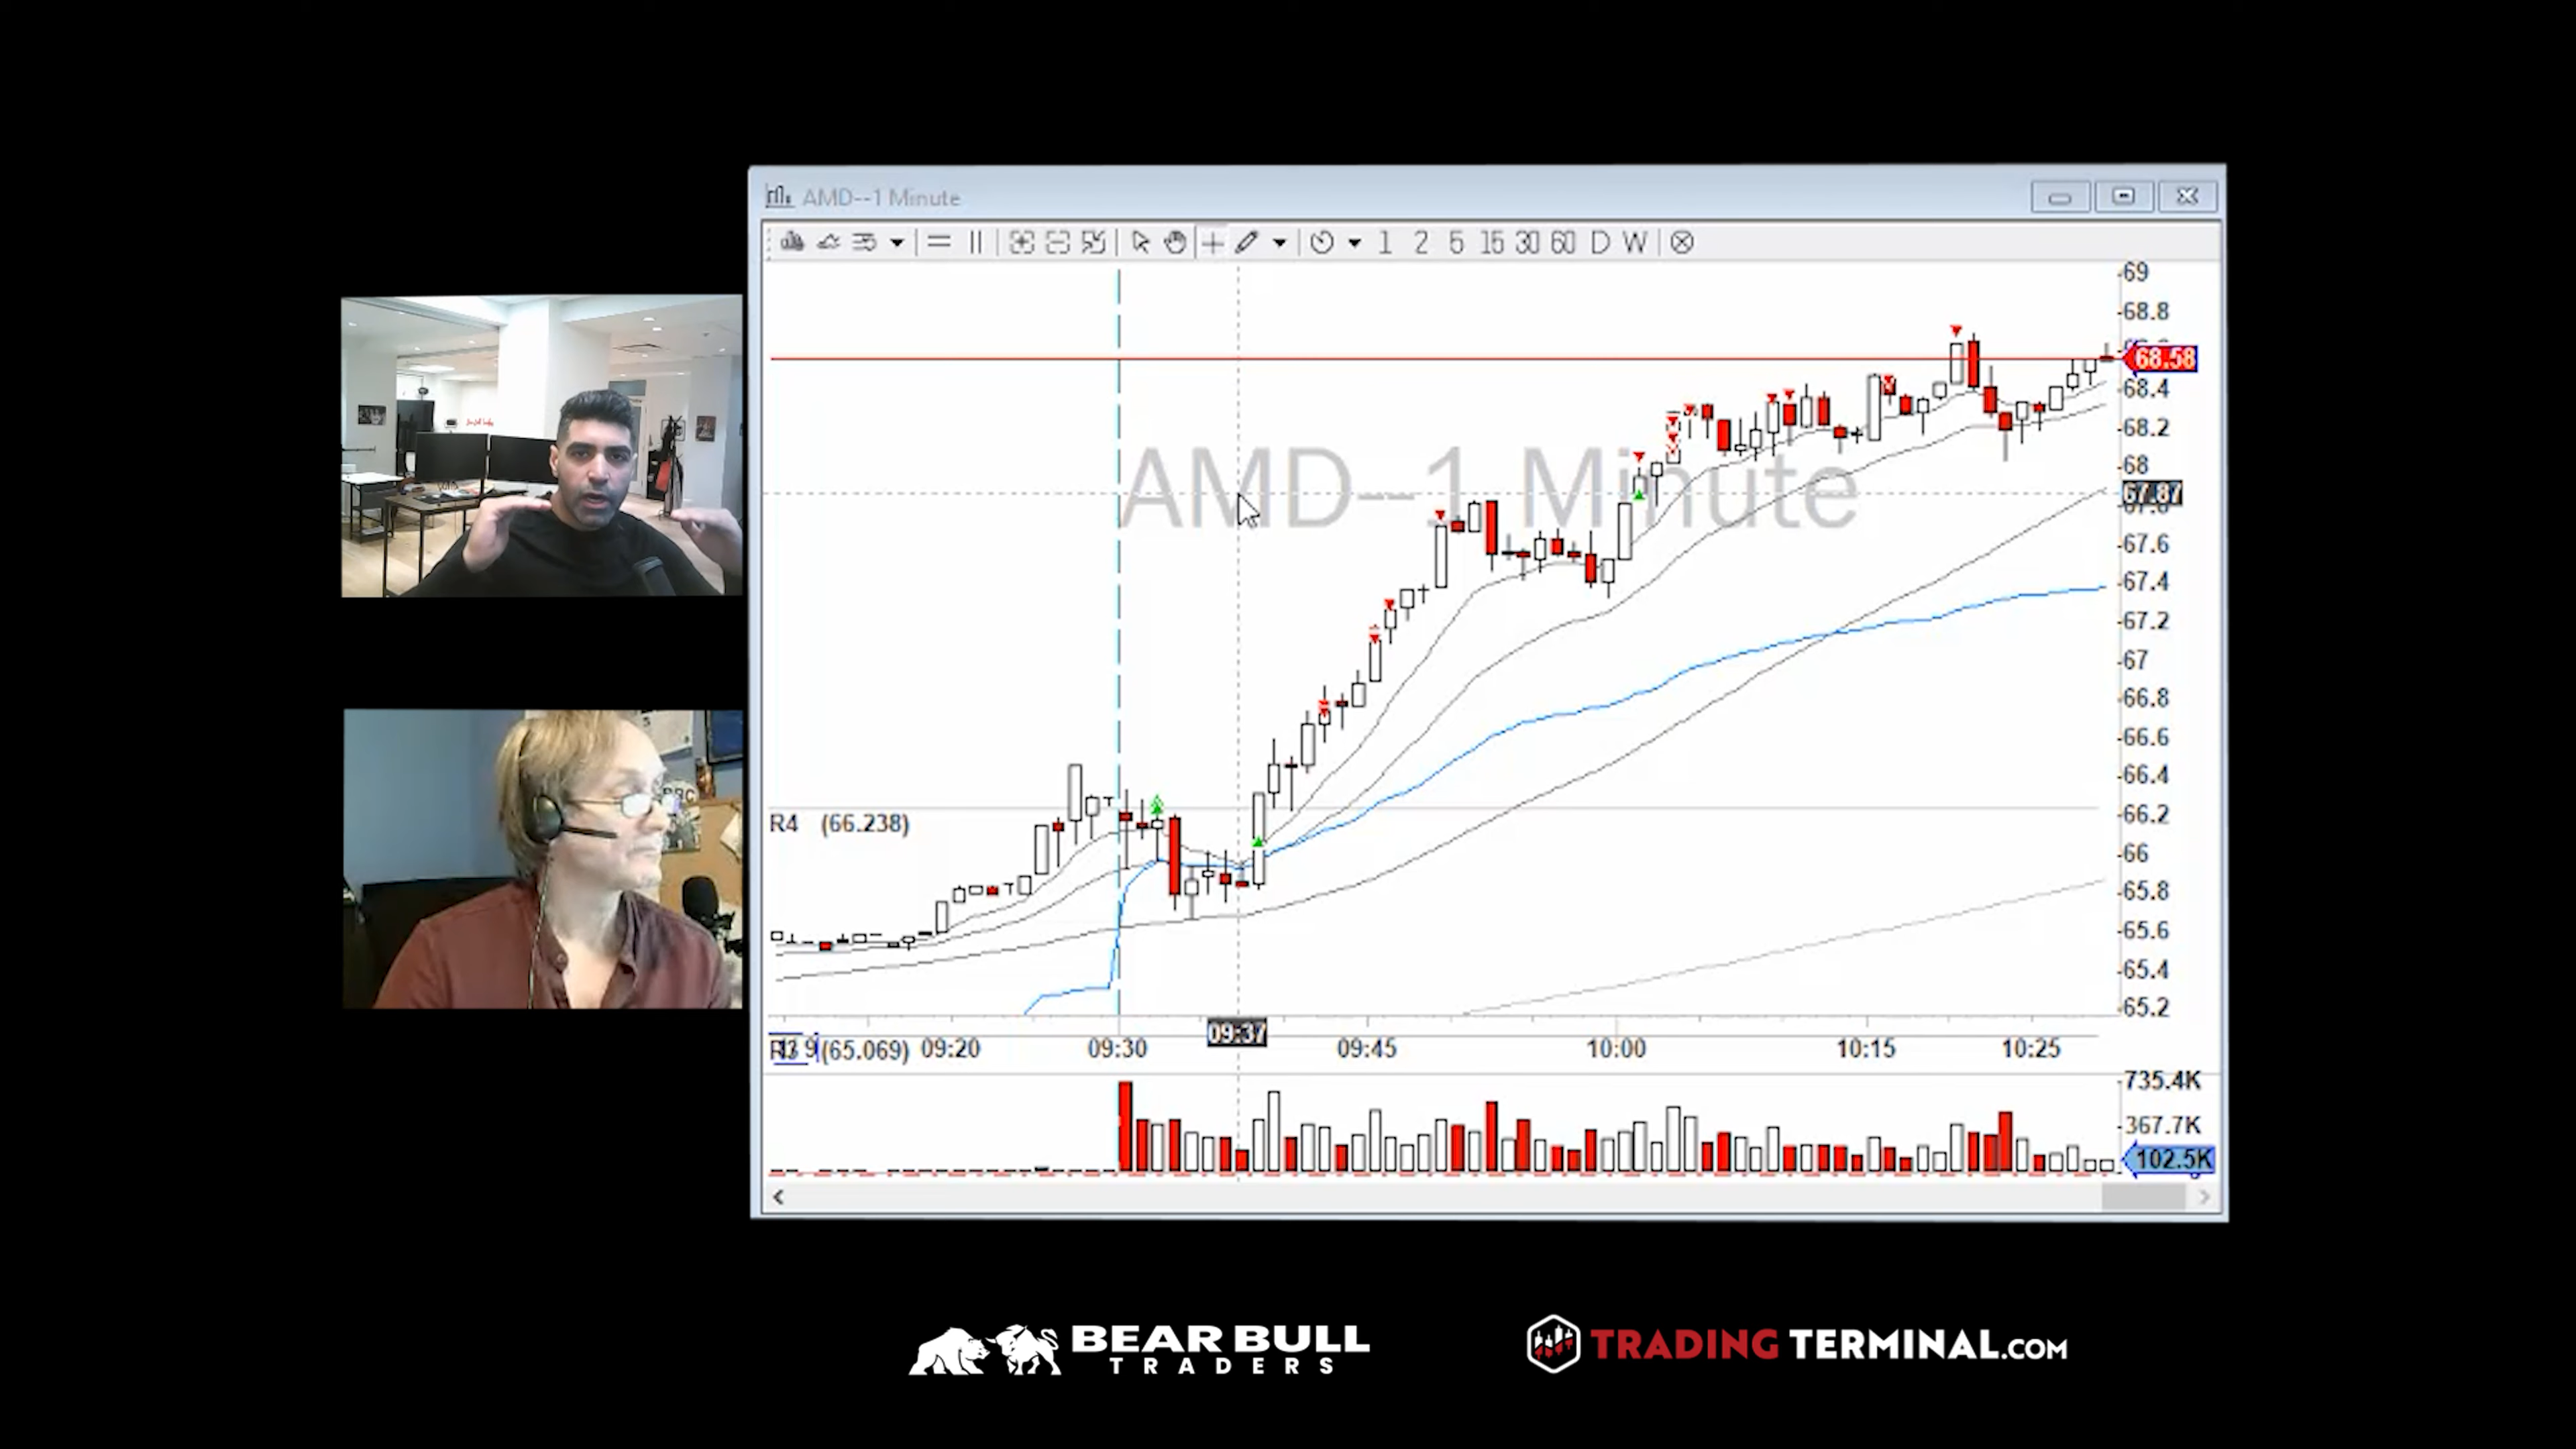 AMD--1 Minute
1 2 5 15 30 60 D W
AMD--1 Minute
69
68.8
68.58
68.4
68.2
68
67.87
67.6
67.4
67.2
67
66.8
66.6
66.4
66.2
66
65.8
65.6
65.4
65.2
R4 (66.238)
R3 (65.069)
09:20 09:30 09:37 09:45 10:00 10:15 10:25
735.4K
367.7K
102.5K
BEAR BULL
TRADERS
TRADING TERMINAL.COM